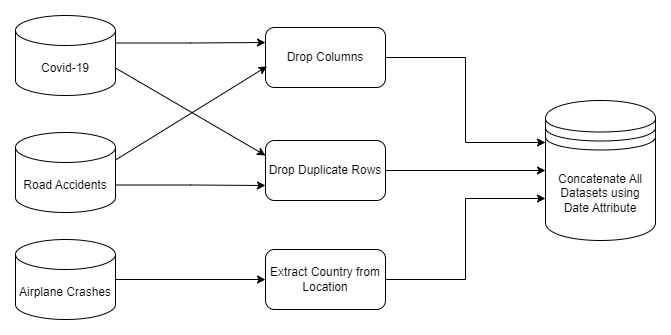 Covid-19
Drop Columns
Road Accidents
Drop Duplicate Rows
Concatenate All
Datasets using
Date Attribute
Airplane Crashes
Extract Country from
Location